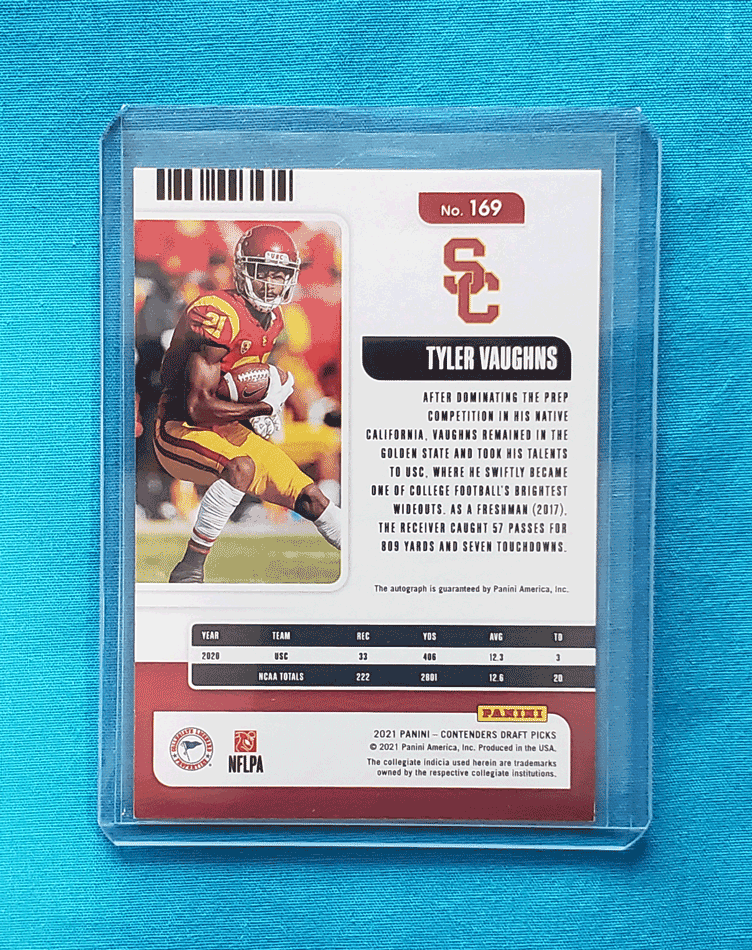 No. 169
SC
USC
21
TYLER VAUGHNS
AFTER DOMINATING THE PREP
COMPETITION IN HIS NATIVE
CALIFORNIA, VAUGHNS REMAINED IN THE
GOLDEN STATE AND TOOK HIS TALENTS
TO USC, WHERE HE SWIFTLY BECAME
ONE OF COLLEGE FOOTBALL'S BRIGHTEST
WIDEOUTS. AS A FRESHMAN (2017),
THE RECEIVER CAUGHT 57 PASSES FOR
809 YARDS AND SEVEN TOUCHDOWNS.
The autograph is guaranteed by Panini America, Inc.
YEAR TEAM REC YDS AVG TD
2020 USC 33 406 12.3 3
NCAA TOTALS 222 2801 12.6 20
PANINI
2021 PANINI – CONTENDERS DRAFT PICKS
© 2021 Panini America, Inc. Produced in the USA.
The collegiate indicia used herein are trademarks
owned by the respective collegiate institutions.
NFLPA